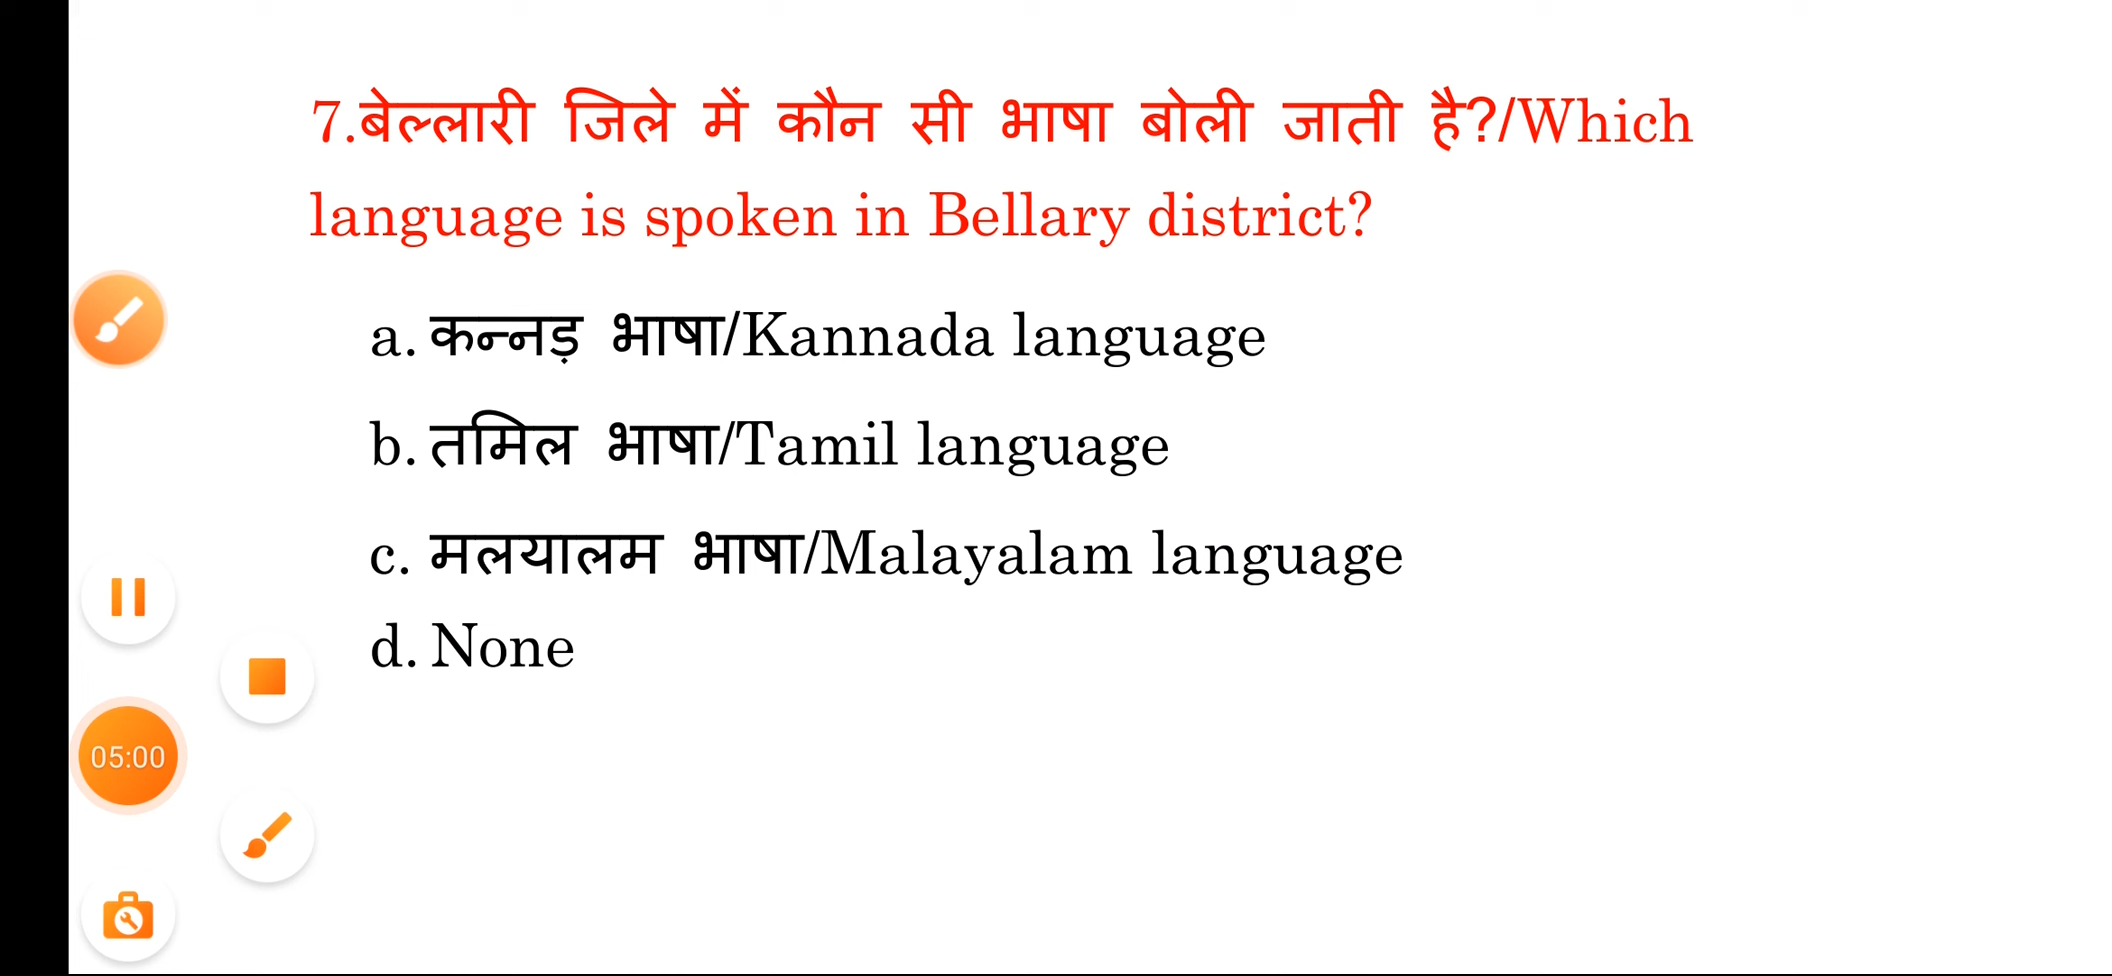 7.बेल्लारी जिले में कौन सी भाषा बोली जाती है?/Which
language is spoken in Bellary district?
a. कन्नड़ भाषा/Kannada language
b. तमिल भाषा/Tamil language
c. मलयालम भाषा/Malayalam language
d. None
05:00